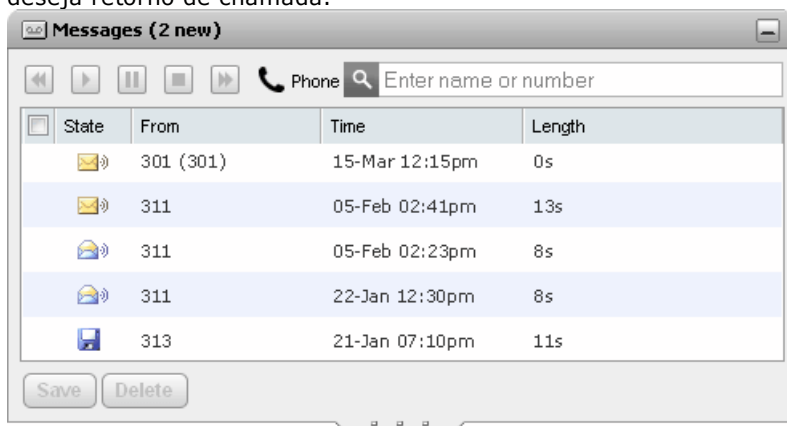 deseja retorno de chamada.
Messages (2 new)
Phone Enter name or number
State From Time Length
301 (301) 15-Mar 12:15pm 0s
311 05-Feb 02:41pm 13s
311 05-Feb 02:23pm 8s
311 22-Jan 12:30pm 8s
313 21-Jan 07:10pm 11s
Save Delete